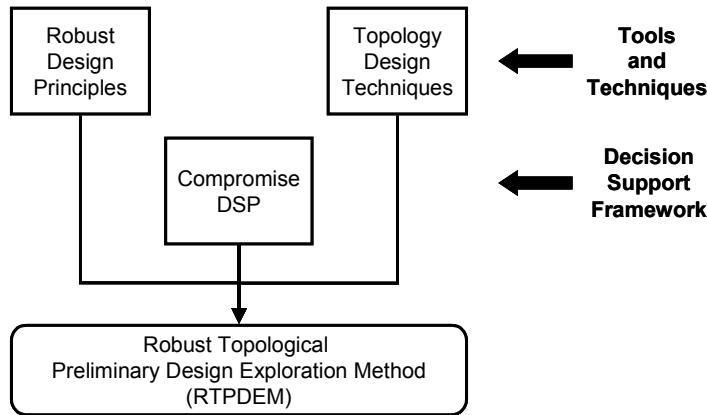 Robust
Design
Principles
Topology
Design
Techniques
Tools
and
Techniques
Compromise
DSP
Decision
Support
Framework
Robust Topological
Preliminary Design Exploration Method
(RTPDEM)